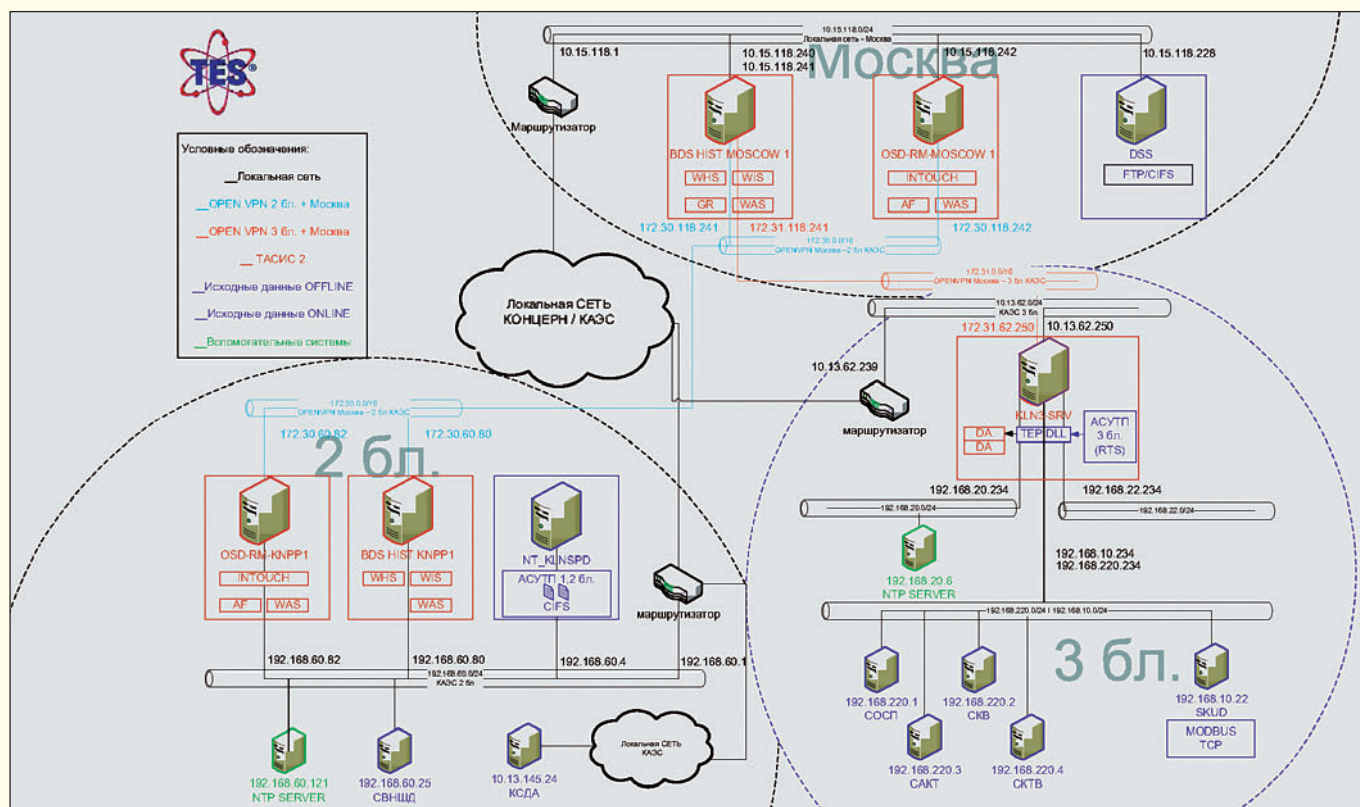 TES®
10.15.118.0/24
Локальная сеть - Москва
10.15.118.1
10.15.118.240
10.15.118.241
10.15.118.242
10.15.118.228
Москва
Маршрутизатор
BDS HIST MOSCOW 1
WHS
WIS
GR
WAS
OSD-RM-MOSCOW 1
INTOUCH
AF
WAS
DSS
FTP/CIFS
Условные обозначения:
__Локальная сеть
__OPEN VPN 2 бл. + Москва
__OPEN VPN 3 бл. + Москва
__ТАСИС 2
__Исходные данные OFFLINE
__Исходные данные ONLINE
__Вспомогательные системы
172.30.118.241
172.31.118.241
172.30.118.242
172.30.0.0/16
OPENVPN Москва – 2 бл КАЭС
172.31.0.0/16
OPENVPN Москва – 3 бл КАЭС
Локальная СЕТЬ
КОНЦЕРН / КАЭС
10.13.62.0/24
КАЭС 3 бл.
172.31.62.250
10.13.62.250
10.13.62.239
маршрутизатор
KLN3-SRV
DA
DA
TEP DLL
АСУТП
3 бл.
(RTS)
192.168.20.234
192.168.22.234
192.168.20.0/24
192.168.22.0/24
192.168.20.6
NTP SERVER
192.168.10.234
192.168.220.234
192.168.220.0/24 / 192.168.10.0/24
3 бл.
192.168.220.1
СОСП
192.168.220.2
СКВ
192.168.10.22
SKUD
MODBUS
TCP
192.168.220.3
САКТ
192.168.220.4
СКТВ
172.30.0.0/16
OPENVPN Москва – 2 бл КАЭС
172.30.60.82
172.30.60.80
2 бл.
OSD-RM-KNPP1
INTOUCH
AF
WAS
BDS HIST KNPP1
WHS
WIS
WAS
NT_KLNSPD
АСУТП 1,2 бл.
CIFS
маршрутизатор
192.168.60.82
192.168.60.80
192.168.60.4
192.168.60.1
192.168.60.0/24
КАЭС 2 бл
192.168.60.121
NTP SERVER
192.168.60.25
СВНШД
10.13.145.24
КСДА
Локальная СЕТЬ
КАЭС